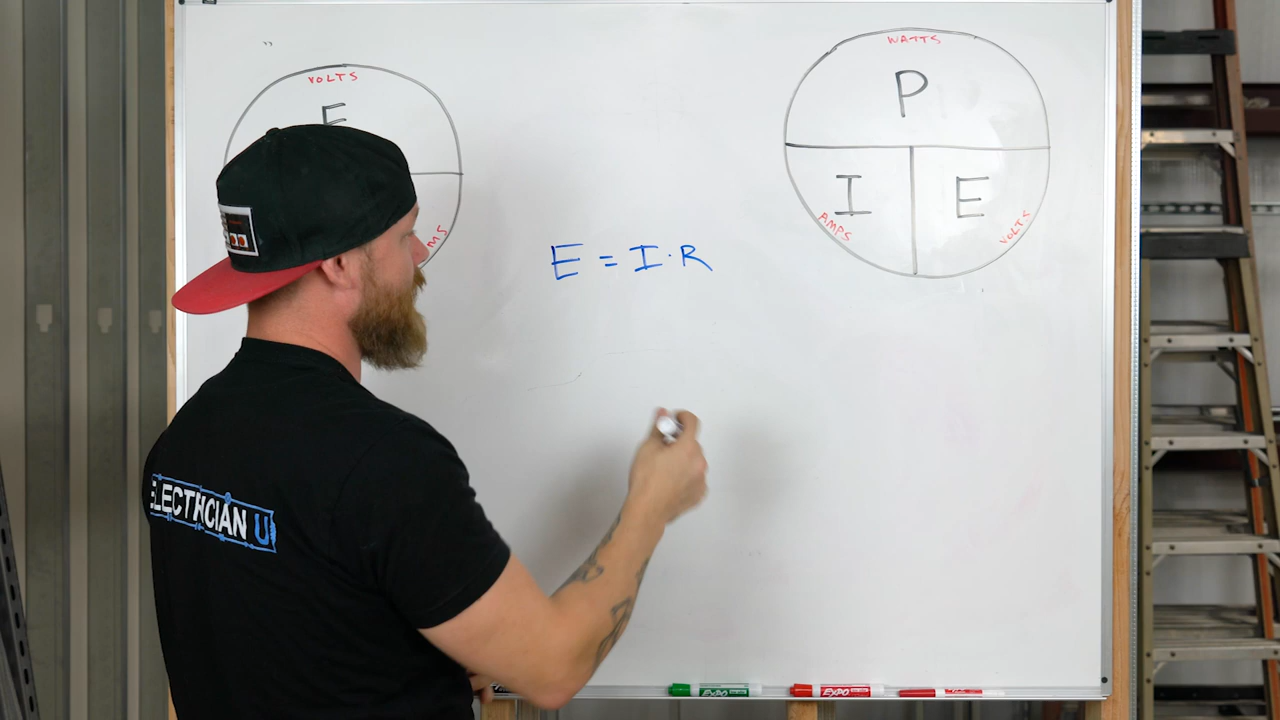 VOLTS
E
WATTS
P
I E
AMPS
VOLTS
E = I · R
ELECTRICIAN U
EXPO
EXPO